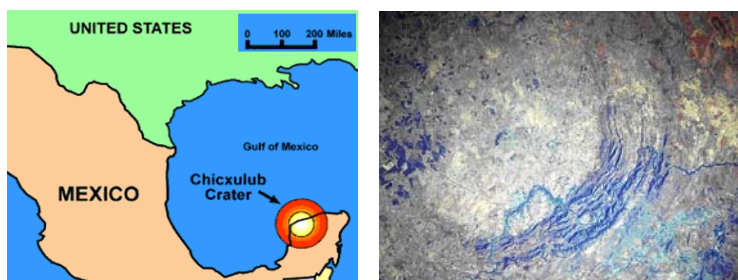 UNITED STATES
0 100 200 Miles
Gulf of Mexico
Chicxulub
Crater
MEXICO